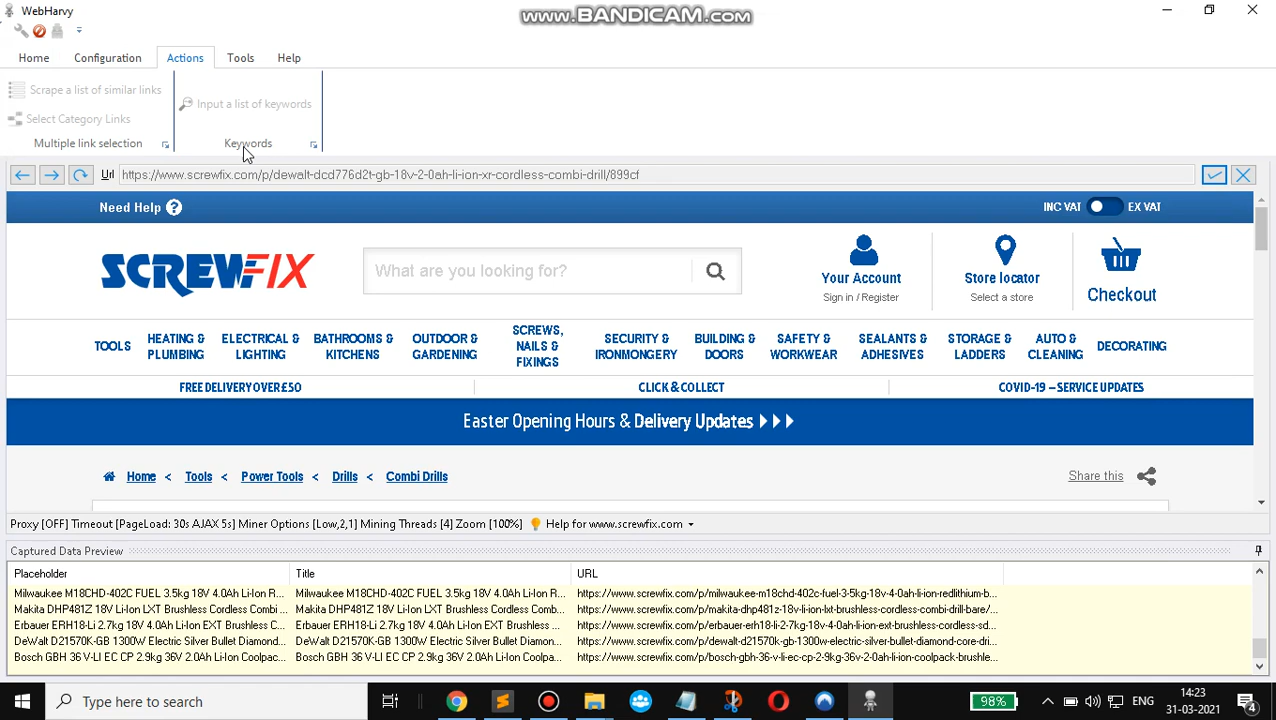 WebHarvy
www.BANDICAM.com
Home Configuration Actions Tools Help
Scrape a list of similar links
Select Category Links
Multiple link selection
Input a list of keywords
Keywords
Url https://www.screwfix.com/p/dewalt-dcd776d2t-gb-18v-2-0ah-li-ion-xr-cordless-combi-drill/899cf
Need Help ?
INC VAT EX VAT
SCREWFIX
What are you looking for?
Your Account
Sign in / Register
Store locator
Select a store
Checkout
TOOLS
HEATING &
PLUMBING
ELECTRICAL &
LIGHTING
BATHROOMS &
KITCHENS
OUTDOOR &
GARDENING
SCREWS,
NAILS &
FIXINGS
SECURITY &
IRONMONGERY
BUILDING &
DOORS
SAFETY &
WORKWEAR
SEALANTS &
ADHESIVES
STORAGE &
LADDERS
AUTO &
CLEANING
DECORATING
FREE DELIVERY OVER £50 CLICK & COLLECT COVID-19 – SERVICE UPDATES
Easter Opening Hours & Delivery Updates
Home < Tools < Power Tools < Drills < Combi Drills
Share this
Proxy [OFF] Timeout [PageLoad: 30s AJAX 5s] Miner Options [Low,2,1] Mining Threads [4] Zoom [100%] Help for www.screwfix.com
Captured Data Preview
Placeholder Title URL
Milwaukee M18CHD-402C FUEL 3.5kg 18V 4.0Ah Li-Ion R... Milwaukee M18CHD-402C FUEL 3.5kg 18V 4.0Ah Li-Io... https://www.screwfix.com/p/milwaukee-m18chd-402c-fuel-3-5kg-18v-4-0ah-li-ion-redlithium-b...
Makita DHP481Z 18V Li-Ion LXT Brushless Cordless Combi ... Makita DHP481Z 18V Li-Ion LXT Brushless Cordless Comb... https://www.screwfix.com/p/makita-dhp481z-18v-li-ion-lxt-brushless-cordless-combi-drill-bare/...
Erbauer ERH18-Li 2.7kg 18V 4.0Ah Li-Ion EXT Brushless C... Erbauer ERH18-Li 2.7kg 18V 4.0Ah Li-Ion EXT Brushless ... https://www.screwfix.com/p/erbauer-erh18-li-2-7kg-18v-4-0ah-li-ion-ext-brushless-cordless-sd...
DeWalt D21570K-GB 1300W Electric Silver Bullet Diamond... DeWalt D21570K-GB 1300W Electric Silver Bullet Diamon... https://www.screwfix.com/p/dewalt-d21570k-gb-1300w-electric-silver-bullet-diamond-core-dri...
Bosch GBH 36 V-LI EC CP 2.9kg 36V 2.0Ah Li-Ion Coolpac... Bosch GBH 36 V-LI EC CP 2.9kg 36V 2.0Ah Li-Ion Coolpa... https://www.screwfix.com/p/bosch-gbh-36-v-li-ec-cp-2-9kg-36v-2-0ah-li-ion-coolpack-brushle...
Type here to search
98%
ENG
14:23
31-03-2021
4